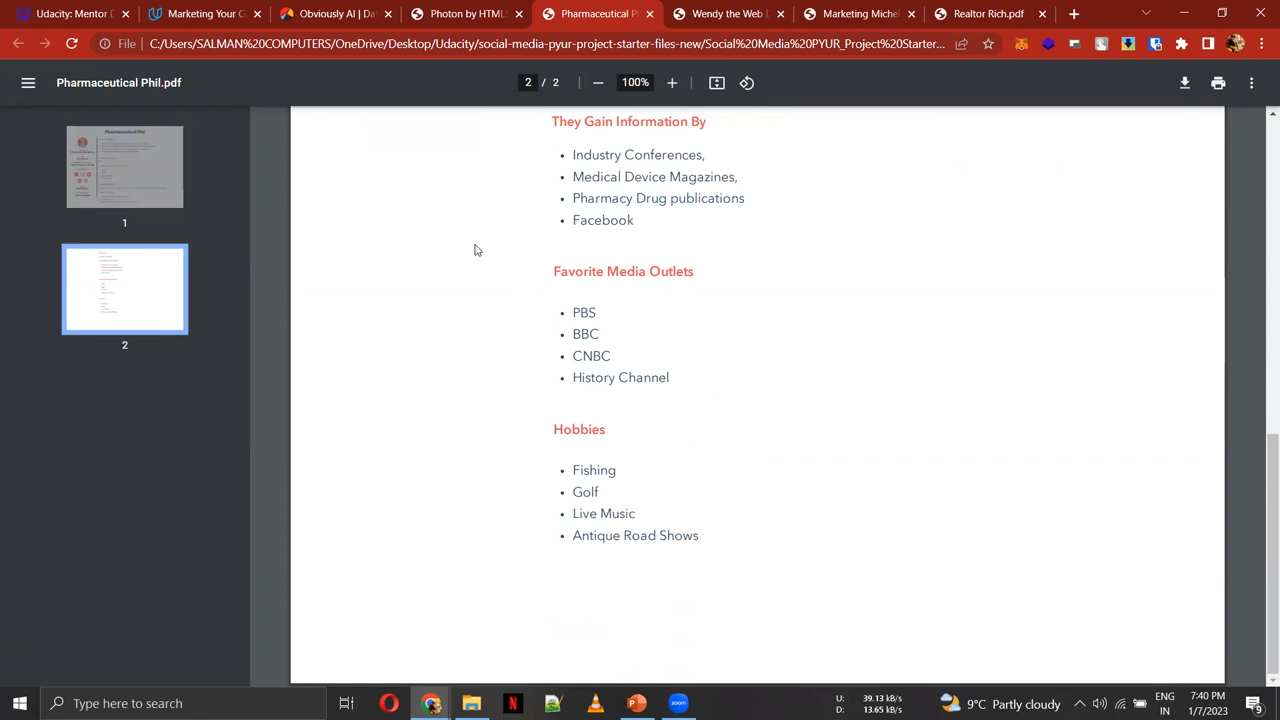 Udacity: Mentor D
Marketing Your C
Obviously AI | Da
Photon by HTML5
Pharmaceutical P
Wendy the Web D
Marketing Michel
Realtor Rich.pdf
File
C:/Users/SALMAN%20COMPUTERS/OneDrive/Desktop/Udacity/social-media-pyur-project-starter-files-new/Social%20Media%20PYUR_Project%20Starter...
Pharmaceutical Phil.pdf
2 / 2
100%
1
2
They Gain Information By
• Industry Conferences,
• Medical Device Magazines,
• Pharmacy Drug publications
• Facebook
Favorite Media Outlets
• PBS
• BBC
• CNBC
• History Channel
Hobbies
• Fishing
• Golf
• Live Music
• Antique Road Shows
Type here to search
U: 39.13 kB/s
D: 13.65 kB/s
9°C Partly cloudy
ENG
IN
7:40 PM
1/7/2023
9